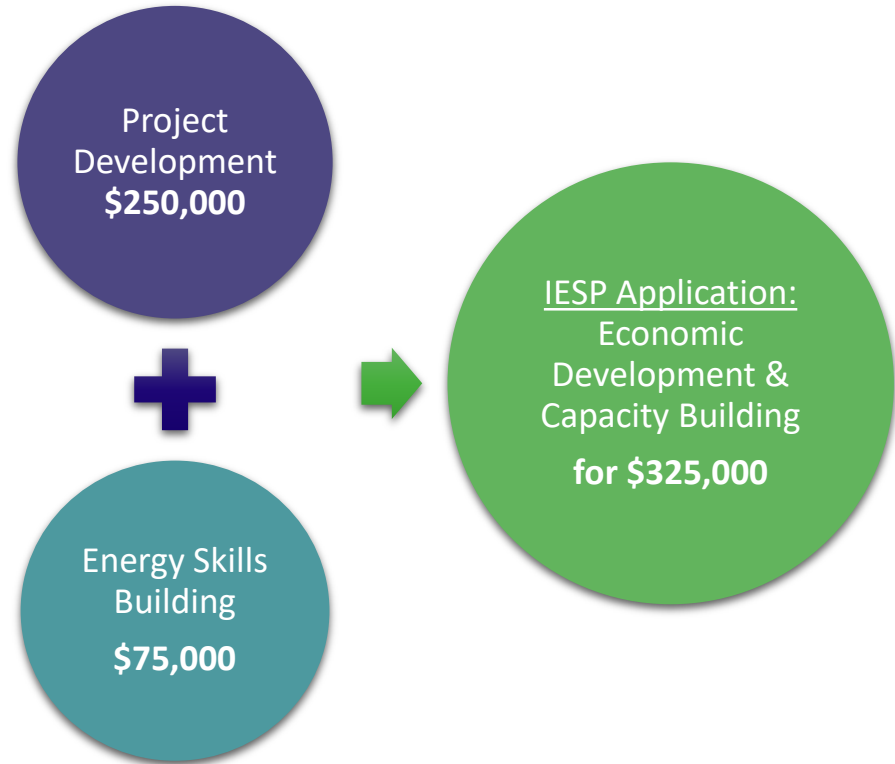 Project
Development
$250,000
Energy Skills
Building
$75,000
IESP Application:
Economic
Development &
Capacity Building
for $325,000